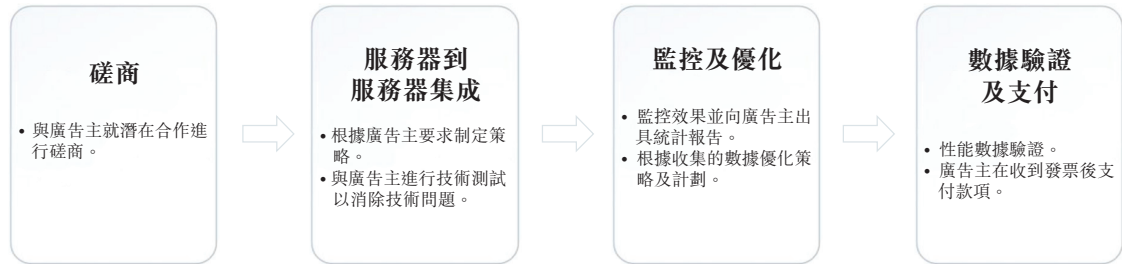 磋商
• 與廣告主就潛在合作進
行磋商。
服務器到
服務器集成
• 根據廣告主要求制定策
略。
• 與廣告主進行技術測試
以消除技術問題。
監控及優化
• 監控效果並向廣告主出
具統計報告。
• 根據收集的數據優化策
略及計劃。
數據驗證
及支付
• 性能數據驗證。
• 廣告主在收到發票後支
付款項。